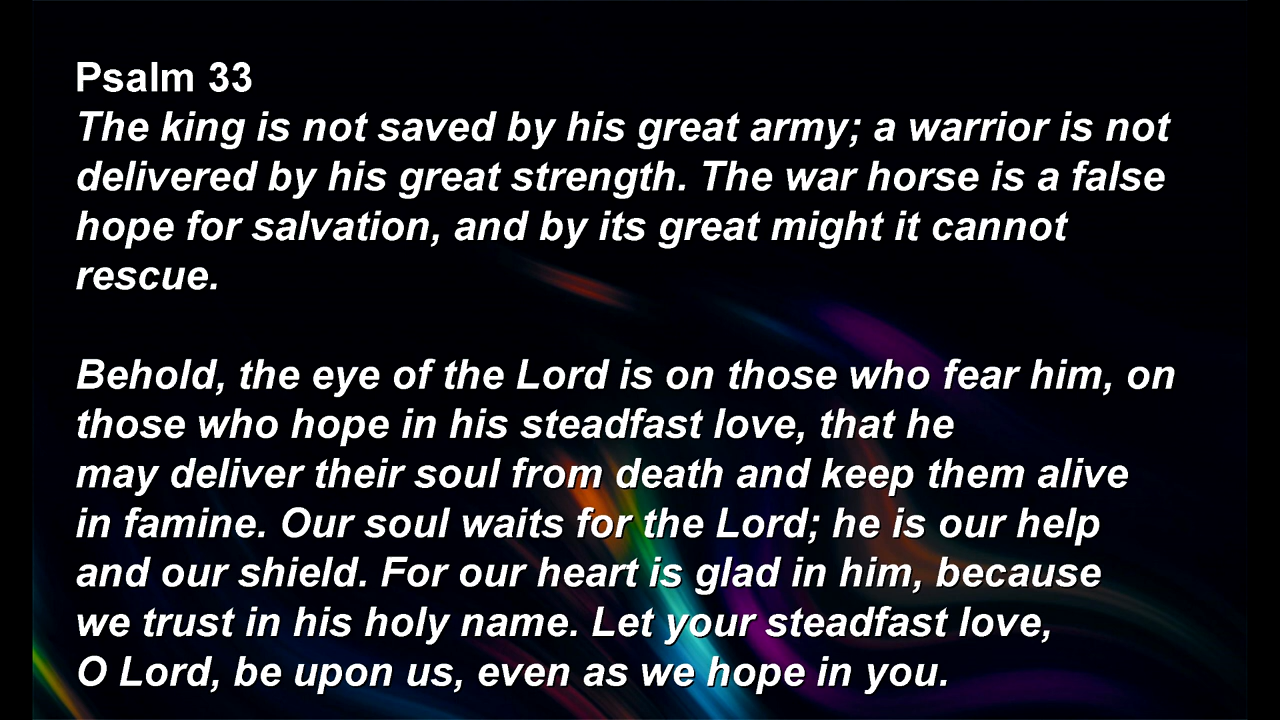 Psalm 33
The king is not saved by his great army; a warrior is not
delivered by his great strength. The war horse is a false
hope for salvation, and by its great might it cannot
rescue.
Behold, the eye of the Lord is on those who fear him, on
those who hope in his steadfast love, that he
may deliver their soul from death and keep them alive
in famine. Our soul waits for the Lord; he is our help
and our shield. For our heart is glad in him, because
we trust in his holy name. Let your steadfast love,
O Lord, be upon us, even as we hope in you.